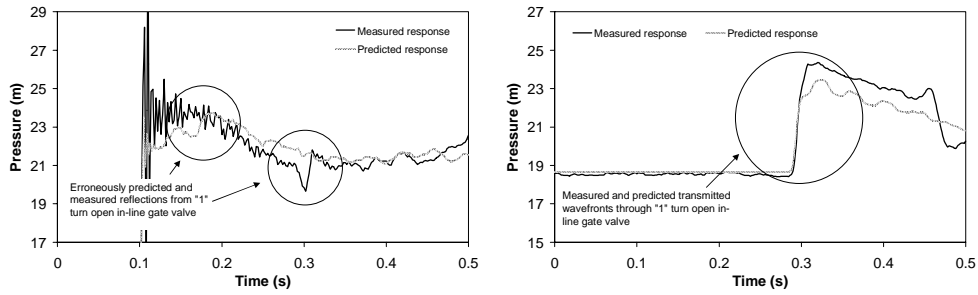 29
27
25
23
21
19
17
Pressure (m)
Measured response
Predicted response
Erroneously predicted and
measured reflections from "1"
turn open in-line gate valve
0 0.1 0.2 0.3 0.4 0.5
Time (s)
27
25
23
21
19
17
15
Pressure (m)
Measured response Predicted response
Measured and predicted transmitted
wavefronts through "1" turn open in-
line gate valve
0 0.1 0.2 0.3 0.4 0.5
Time (s)